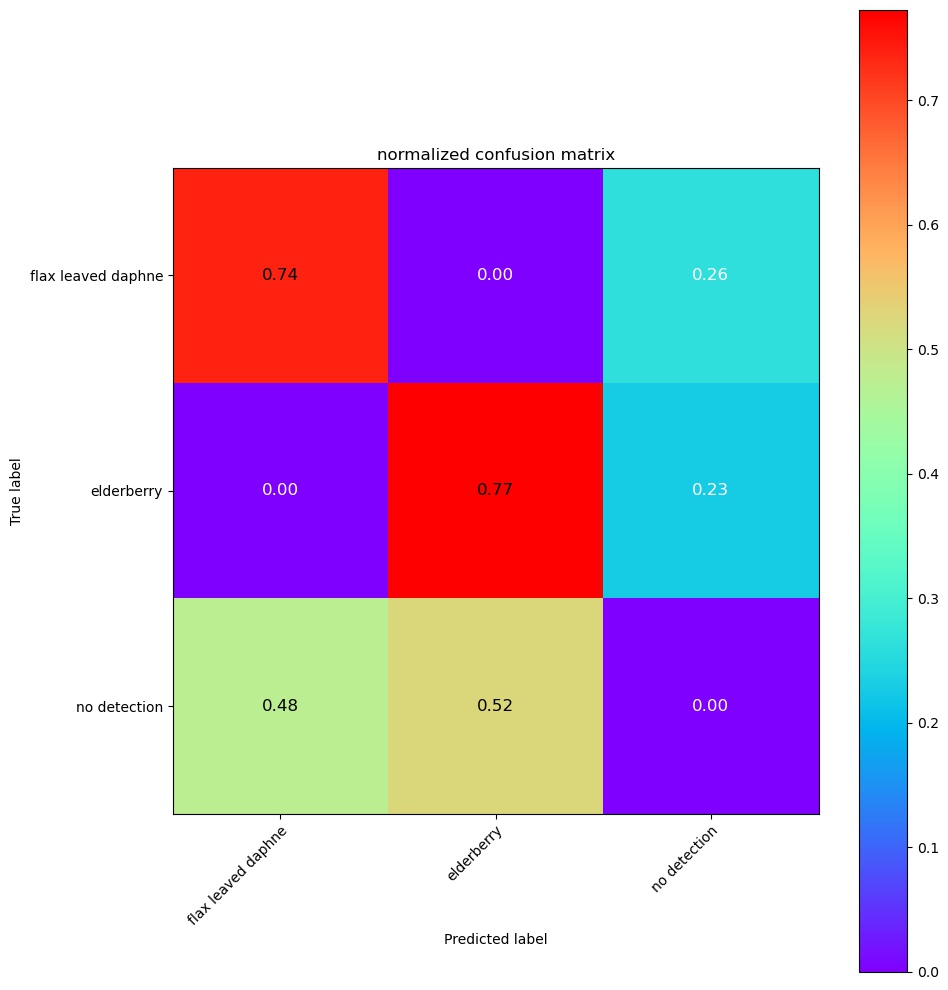 normalized confusion matrix
True label
flax leaved daphne
0.74
0.00
0.26
elderberry
0.00
0.77
0.23
no detection
0.48
0.52
0.00
flax leaved daphne
elderberry
no detection
Predicted label
0.7
0.6
0.5
0.4
0.3
0.2
0.1
0.0